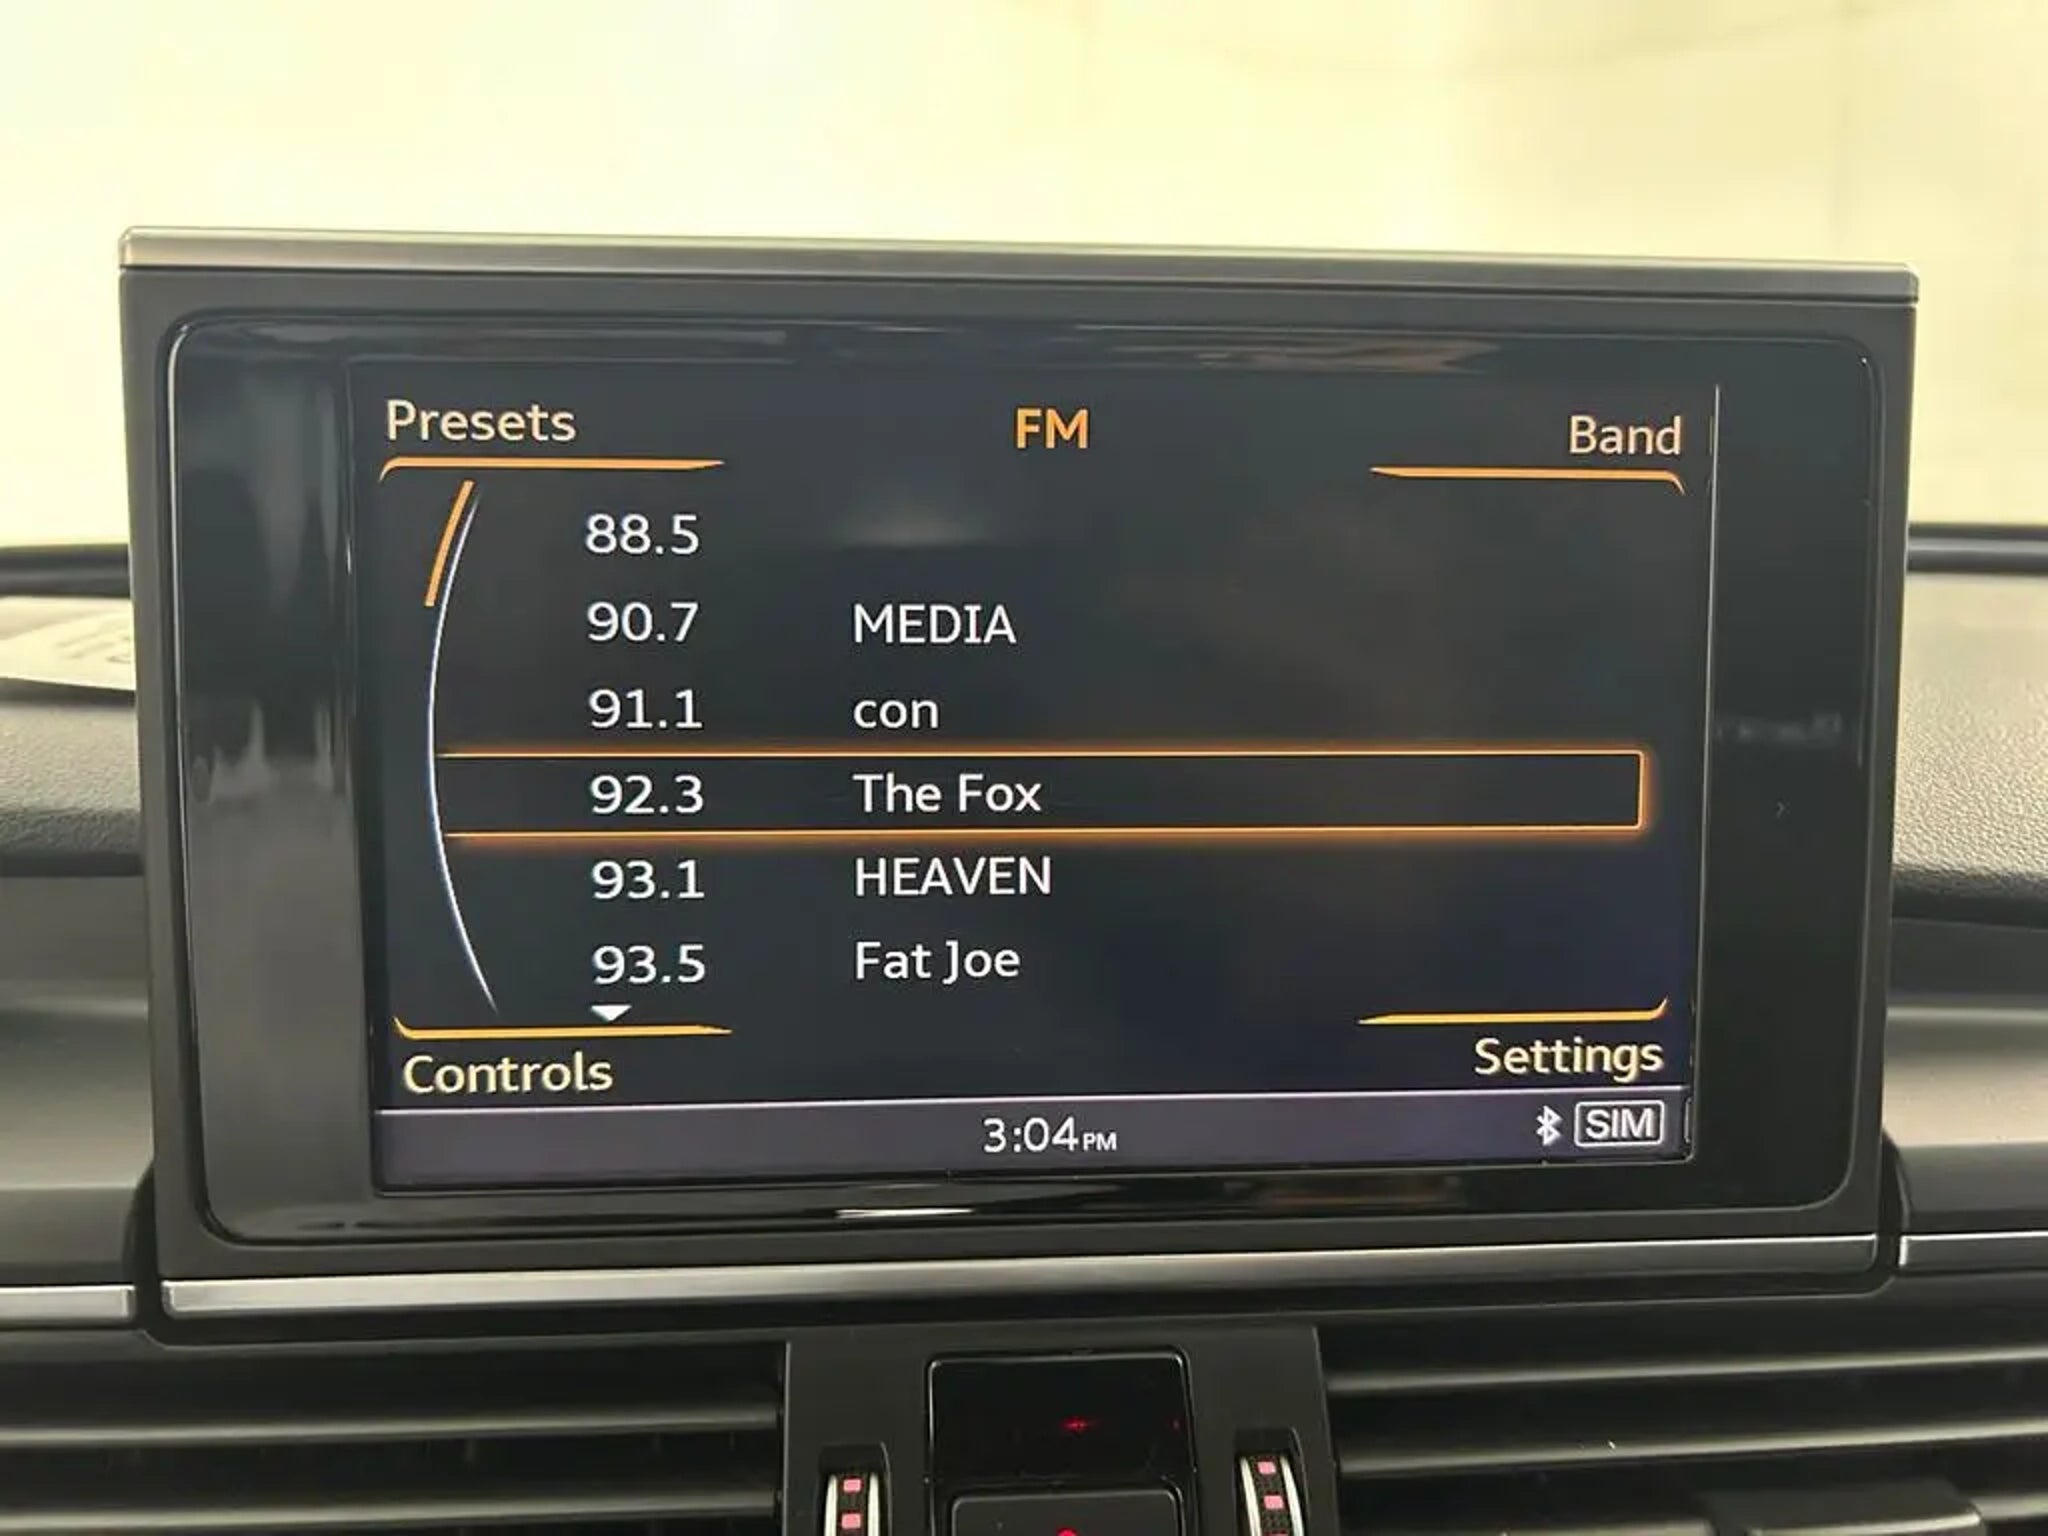 Presets FM Band
88.5
90.7 MEDIA
91.1 con
92.3 The Fox
93.1 HEAVEN
93.5 Fat Joe
Controls Settings
3:04PM SIM